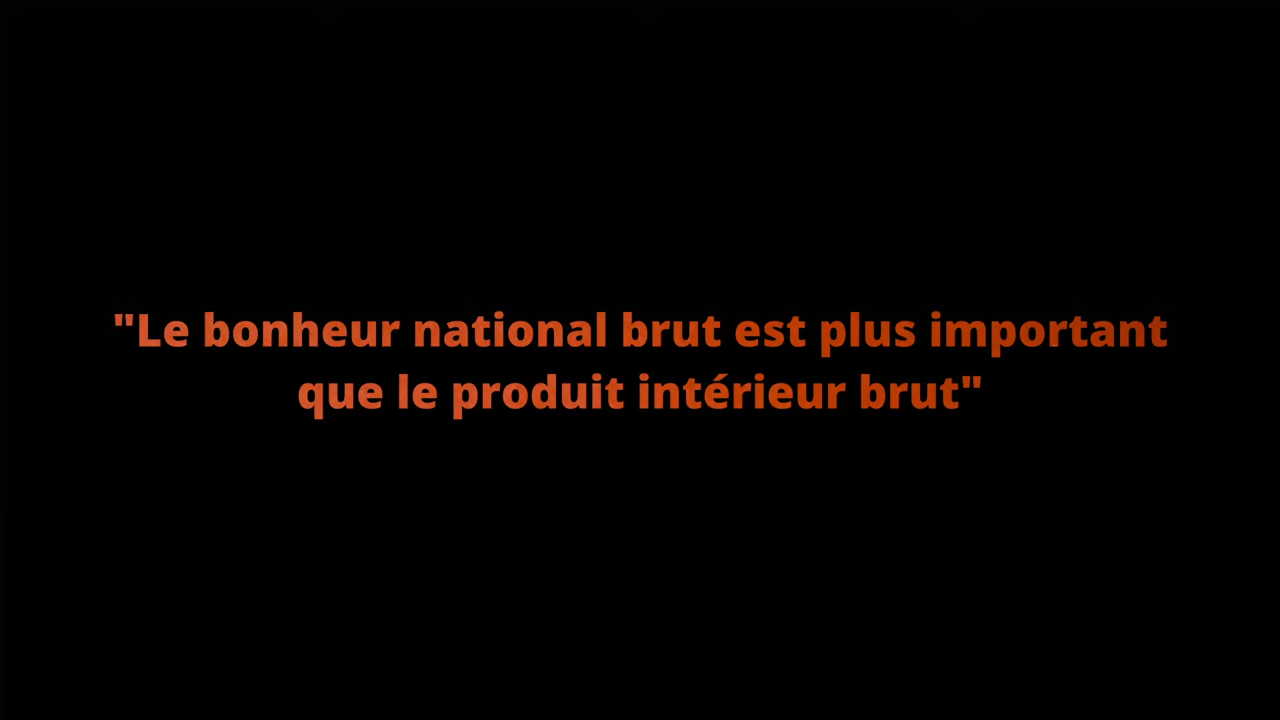 "Le bonheur national brut est plus important
que le produit intérieur brut"